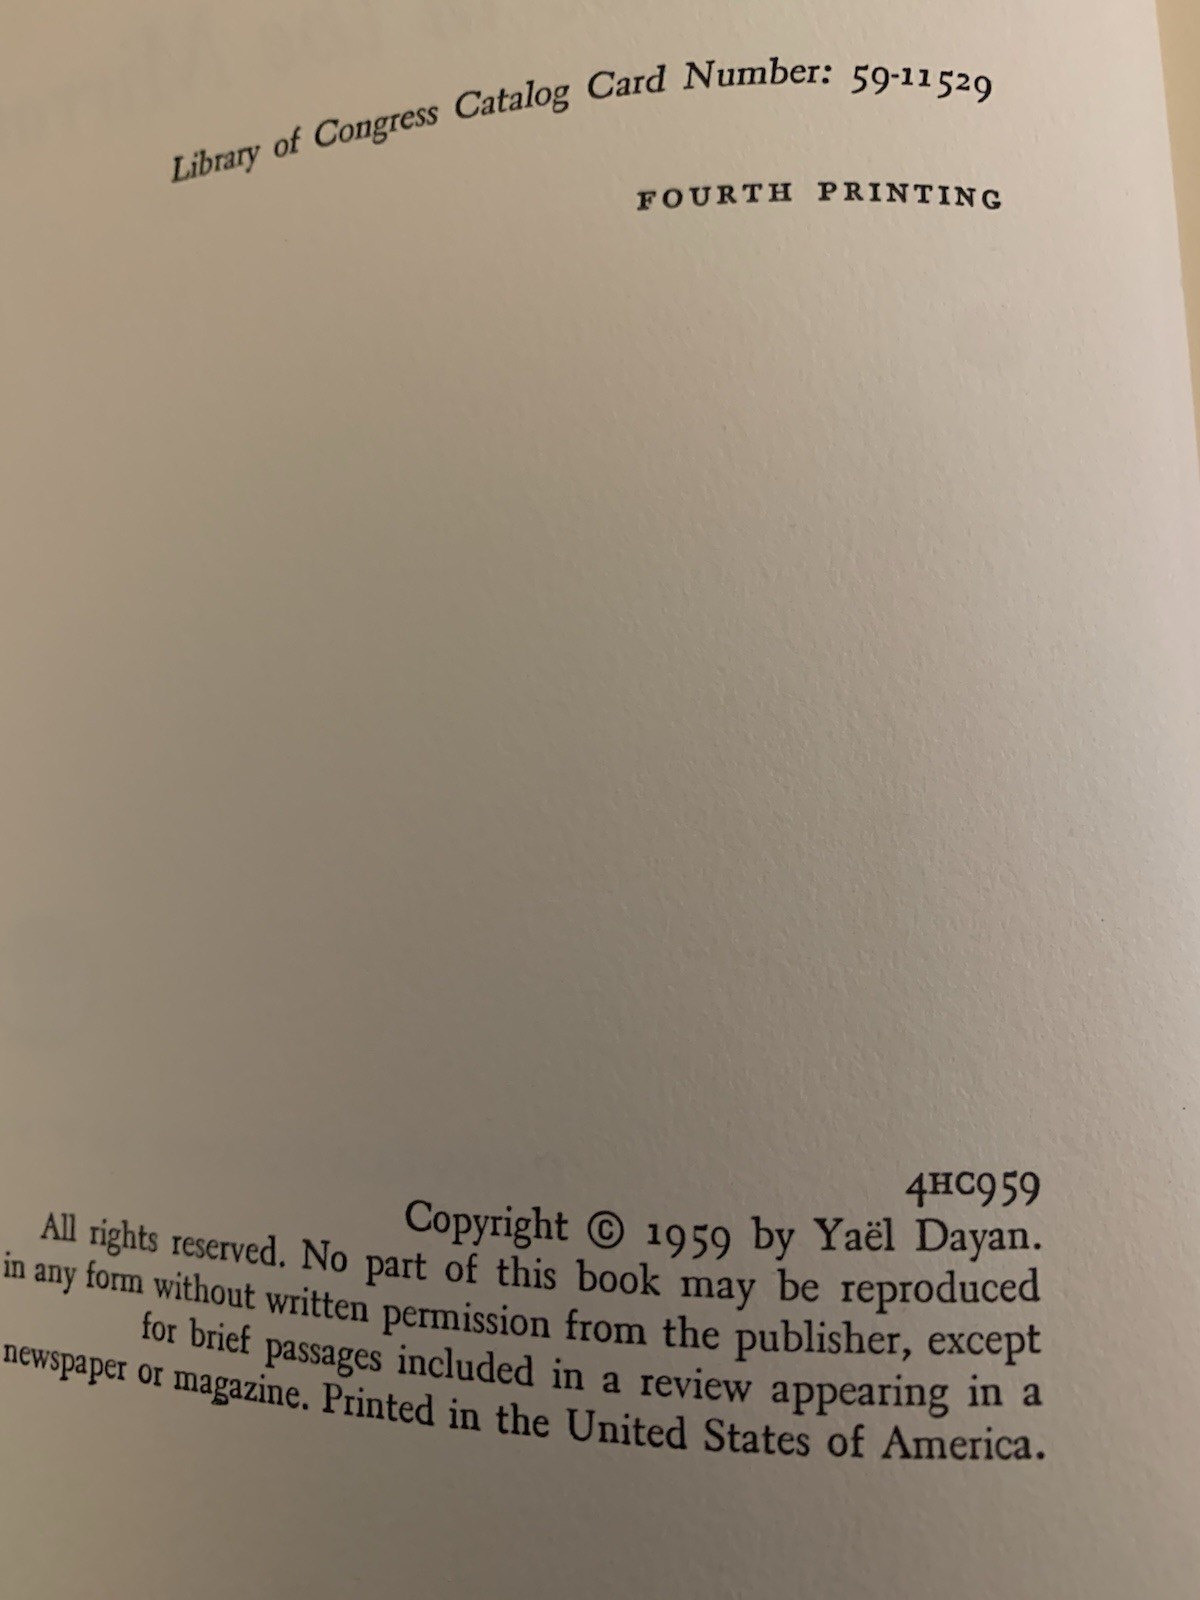 Library of Congress Catalog Card Number: 59-11529
FOURTH PRINTING
4HC959
Copyright © 1959 by Yaël Dayan.
All rights reserved. No part of this book may be reproduced
in any form without written permission from the publisher, except
for brief passages included in a review appearing in a
newspaper or magazine. Printed in the United States of America.